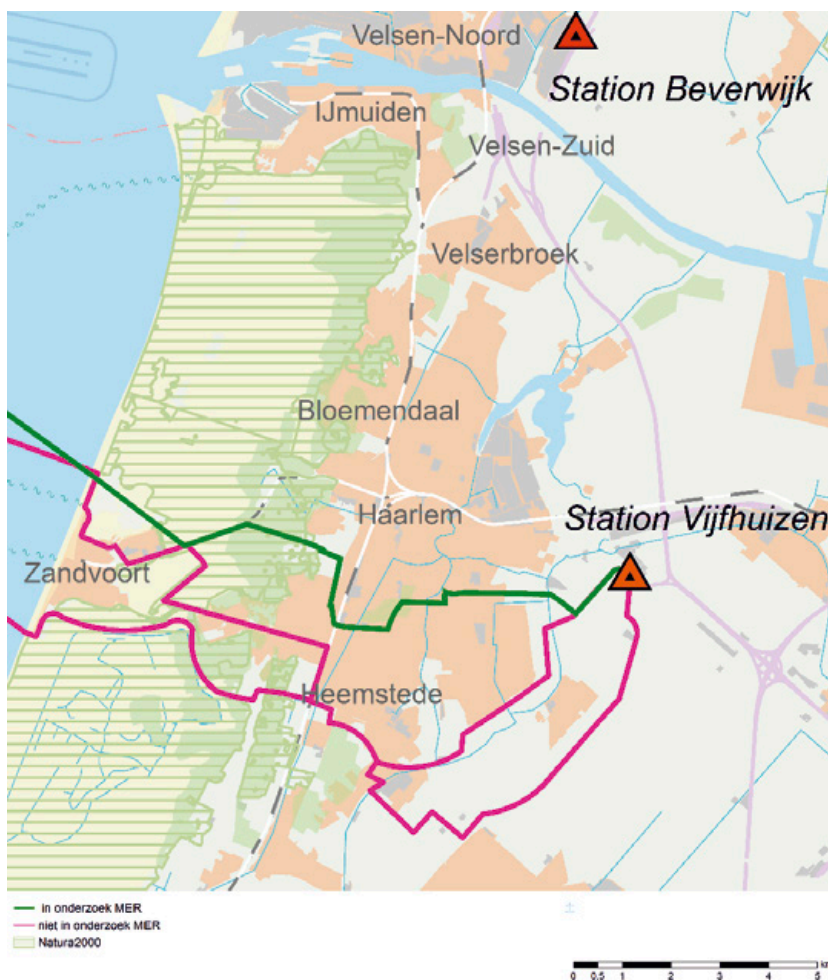 Velsen-Noord
Station Beverwijk
IJmuiden
Velsen-Zuid
Velserbroek
Bloemendaal
Haarlem
Station Vijfhuizen
Zandvoort
Heemstede
in onderzoek MER
niet in onderzoek MER
Natura2000
0 0,5 1 2 3 4 5